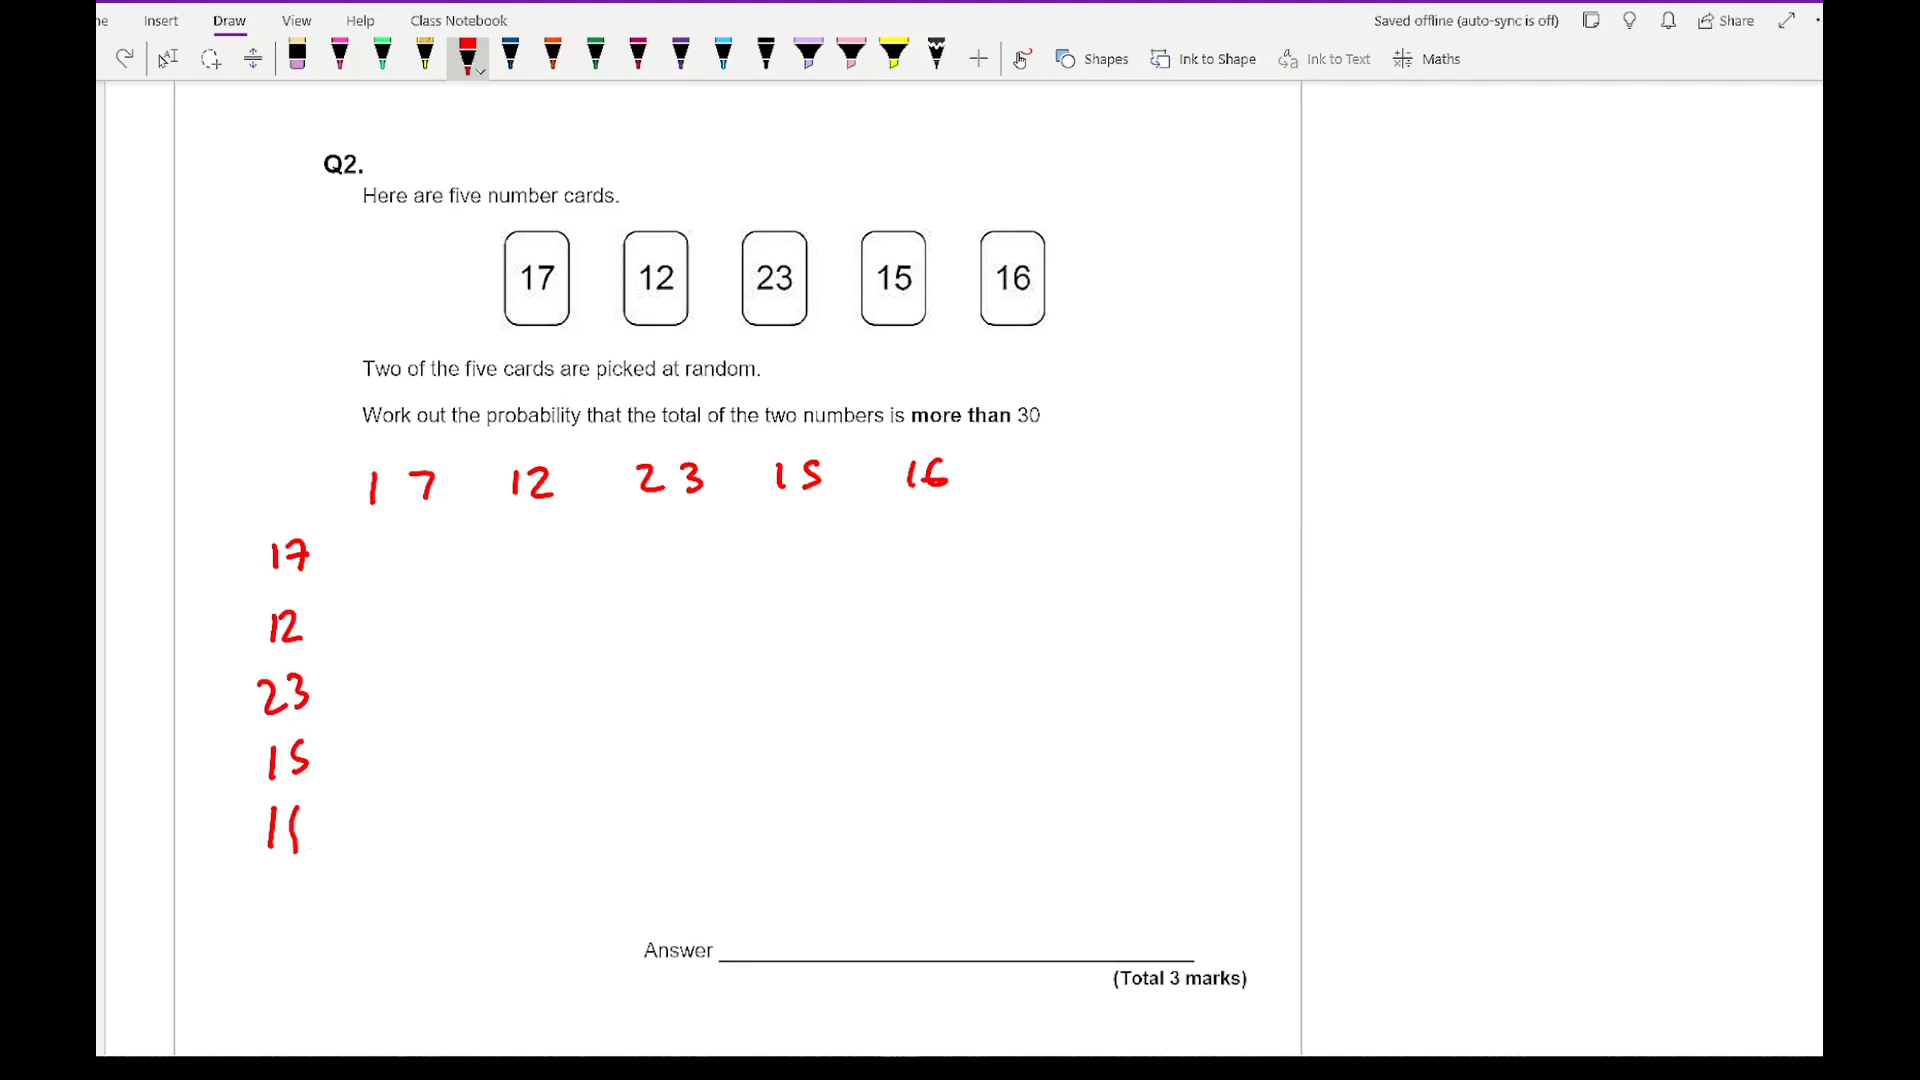 Insert Draw View Help Class Notebook Saved offline (auto-sync is off) Share
Shapes Ink to Shape Ink to Text Maths
Q2.
Here are five number cards.
17 12 23 15 16
Two of the five cards are picked at random.
Work out the probability that the total of the two numbers is more than 30
17 12 23 15 16
17
12
23
15
Answer
(Total 3 marks)